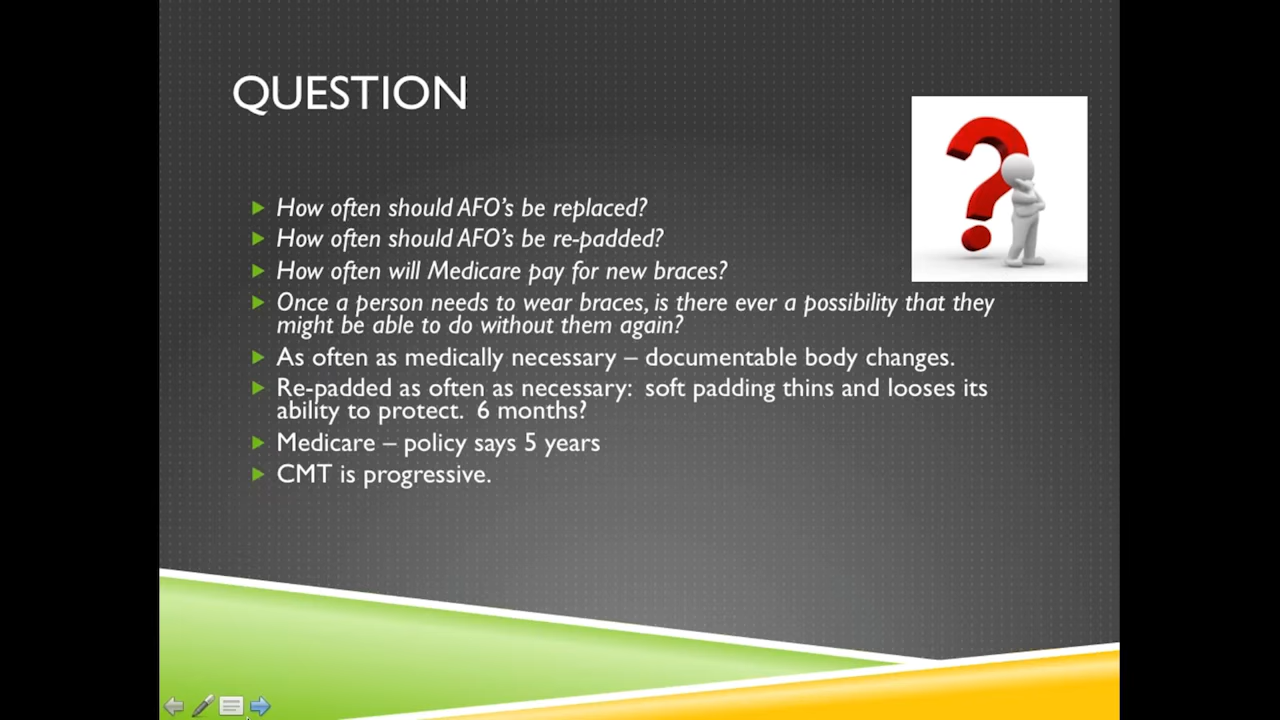 QUESTION
How often should AFO's be replaced?
How often should AFO's be re-padded?
How often will Medicare pay for new braces?
Once a person needs to wear braces, is there ever a possibility that they
might be able to do without them again?
As often as medically necessary – documentable body changes.
Re-padded as often as necessary:  soft padding thins and looses its
ability to protect.  6 months?
Medicare – policy says 5 years
CMT is progressive.